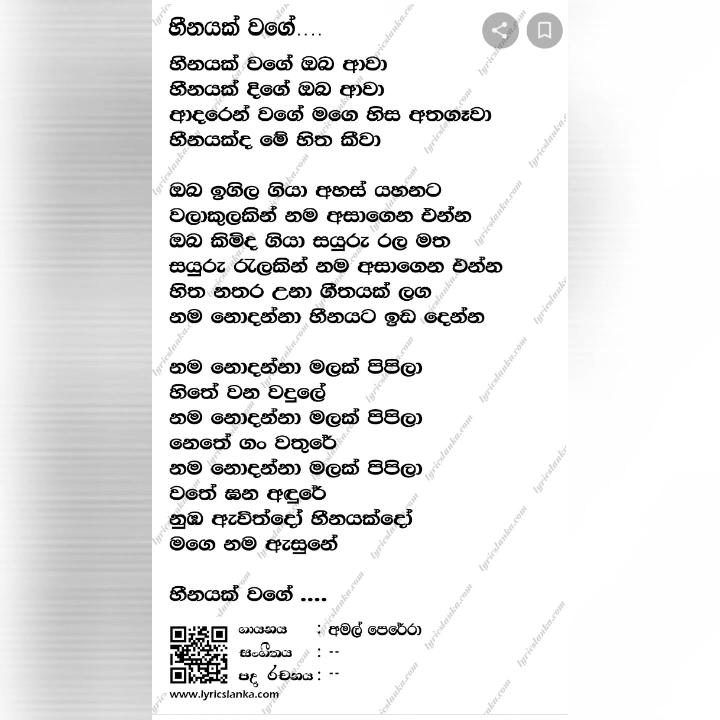 හීනයක් වගේ....
හීනයක් වගේ ඔබ ආවා
හීනයක් දිගේ ඔබ ආවා
ආදරෙන් වගේ මගෙ හිස අතගෑවා
හීනයක්ද මේ හිත කීවා
ඔබ ඉගිල ගියා අහස් යහනට
වලාකුලකින් නම අසාගෙන එන්න
ඔබ කිමිද ගියා සයුරු රල මත
සයුරු රැලකින් නම අසාගෙන එන්න
හිත නතර උනා ගීතයක් ලග
නම නොදන්නා හීනයට ඉඩ දෙන්න
නම නොදන්නා මලක් පිපිලා
හිතේ වන වදුලේ
නම නොදන්නා මලක් පිපිලා
නෙතේ ගං වතුරේ
නම නොදන්නා මලක් පිපිලා
වතේ ඝන අඳුරේ
නුඹ ඇවිත්දෝ හීනයක්දෝ
මගෙ නම ඇසුනේ
හීනයක් වගේ ....
ගායනය : අමල් පෙරේරා
සංගීතය : --
පද රචනය : --
www.lyricslanka.com